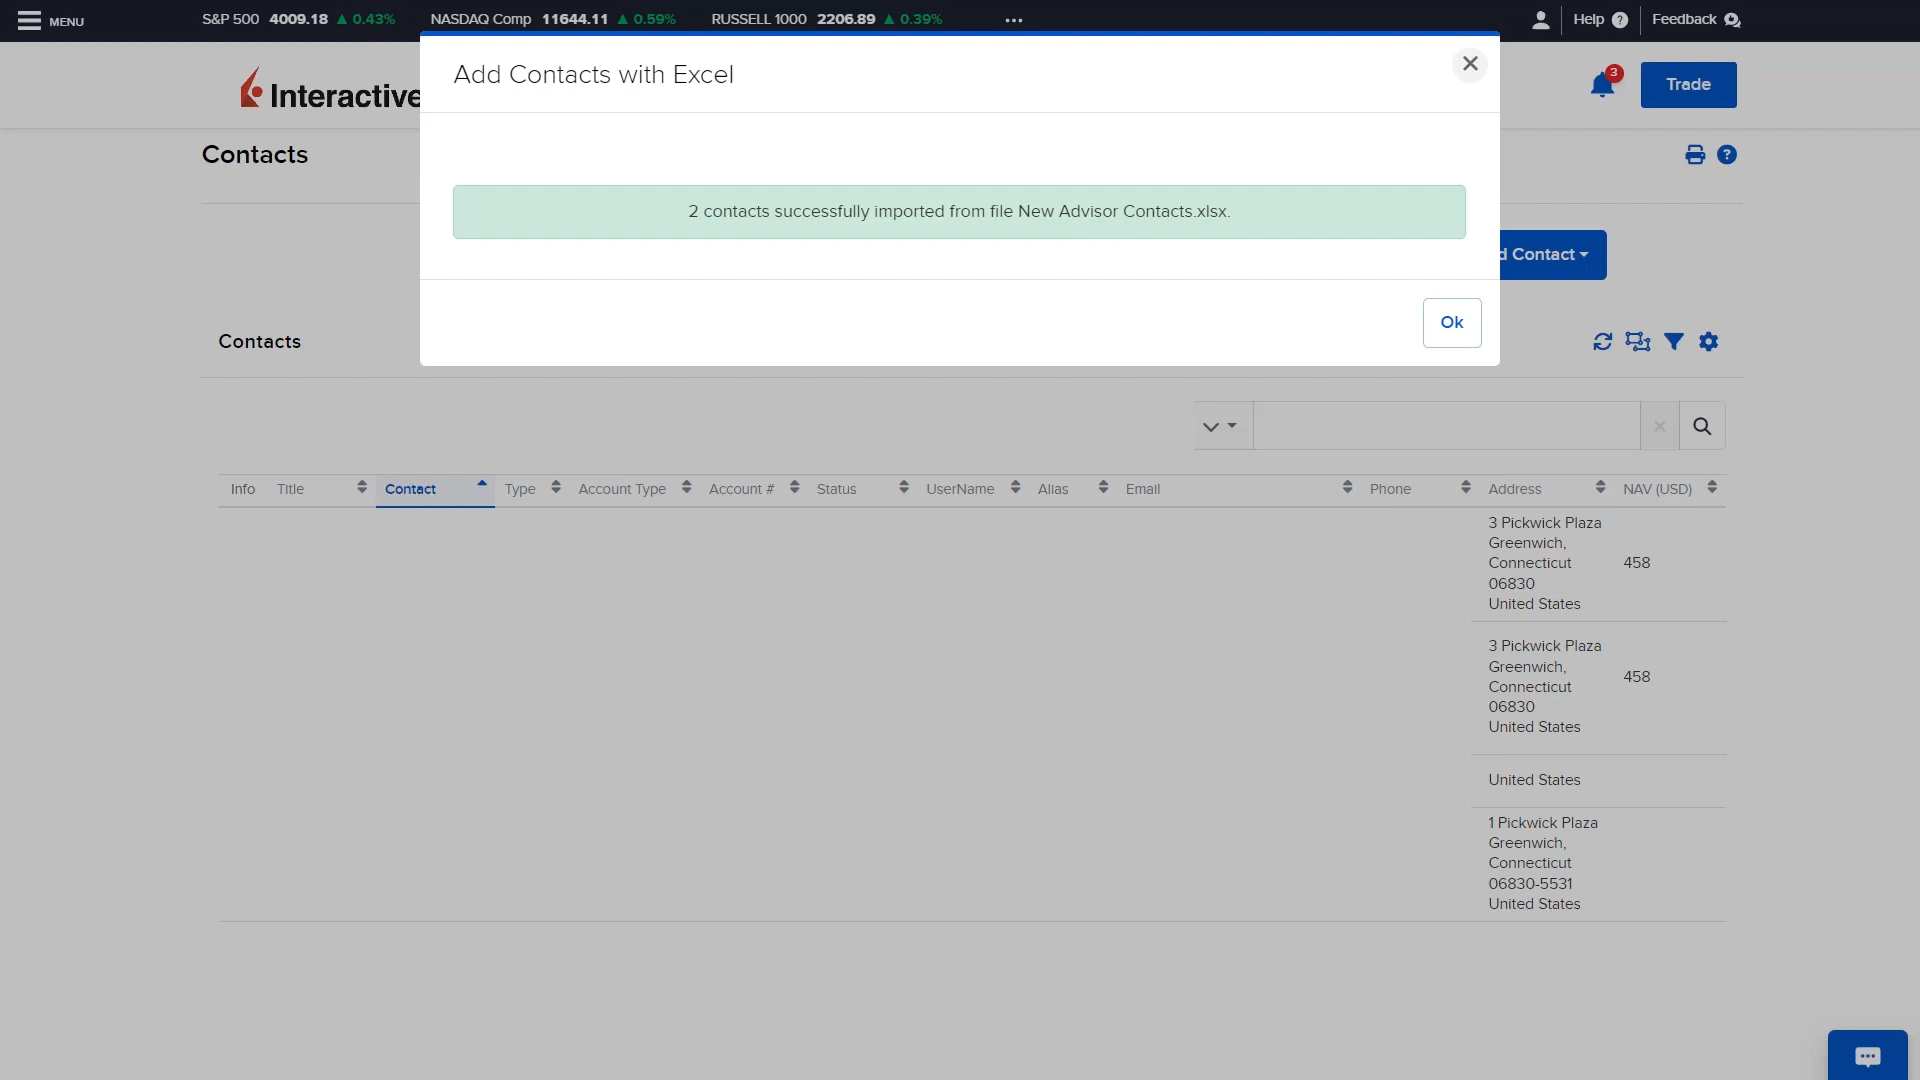 MENU
S&P 500 4009.18 ▲ 0.43% NASDAQ Comp 11644.11 ▲ 0.59% RUSSELL 1000 2206.89 ▲ 0.39% ...
Help ? Feedback
Add Contacts with Excel
Interactive
3
Trade
Contacts
?
2 contacts successfully imported from file New Advisor Contacts.xlsx.
d Contact
Ok
Contacts
Info Title Contact Type Account Type Account # Status UserName Alias Email Phone Address NAV (USD)
3 Pickwick Plaza
Greenwich,
Connecticut
06830
United States
458
3 Pickwick Plaza
Greenwich,
Connecticut
06830
United States
458
United States
1 Pickwick Plaza
Greenwich,
Connecticut
06830-5531
United States